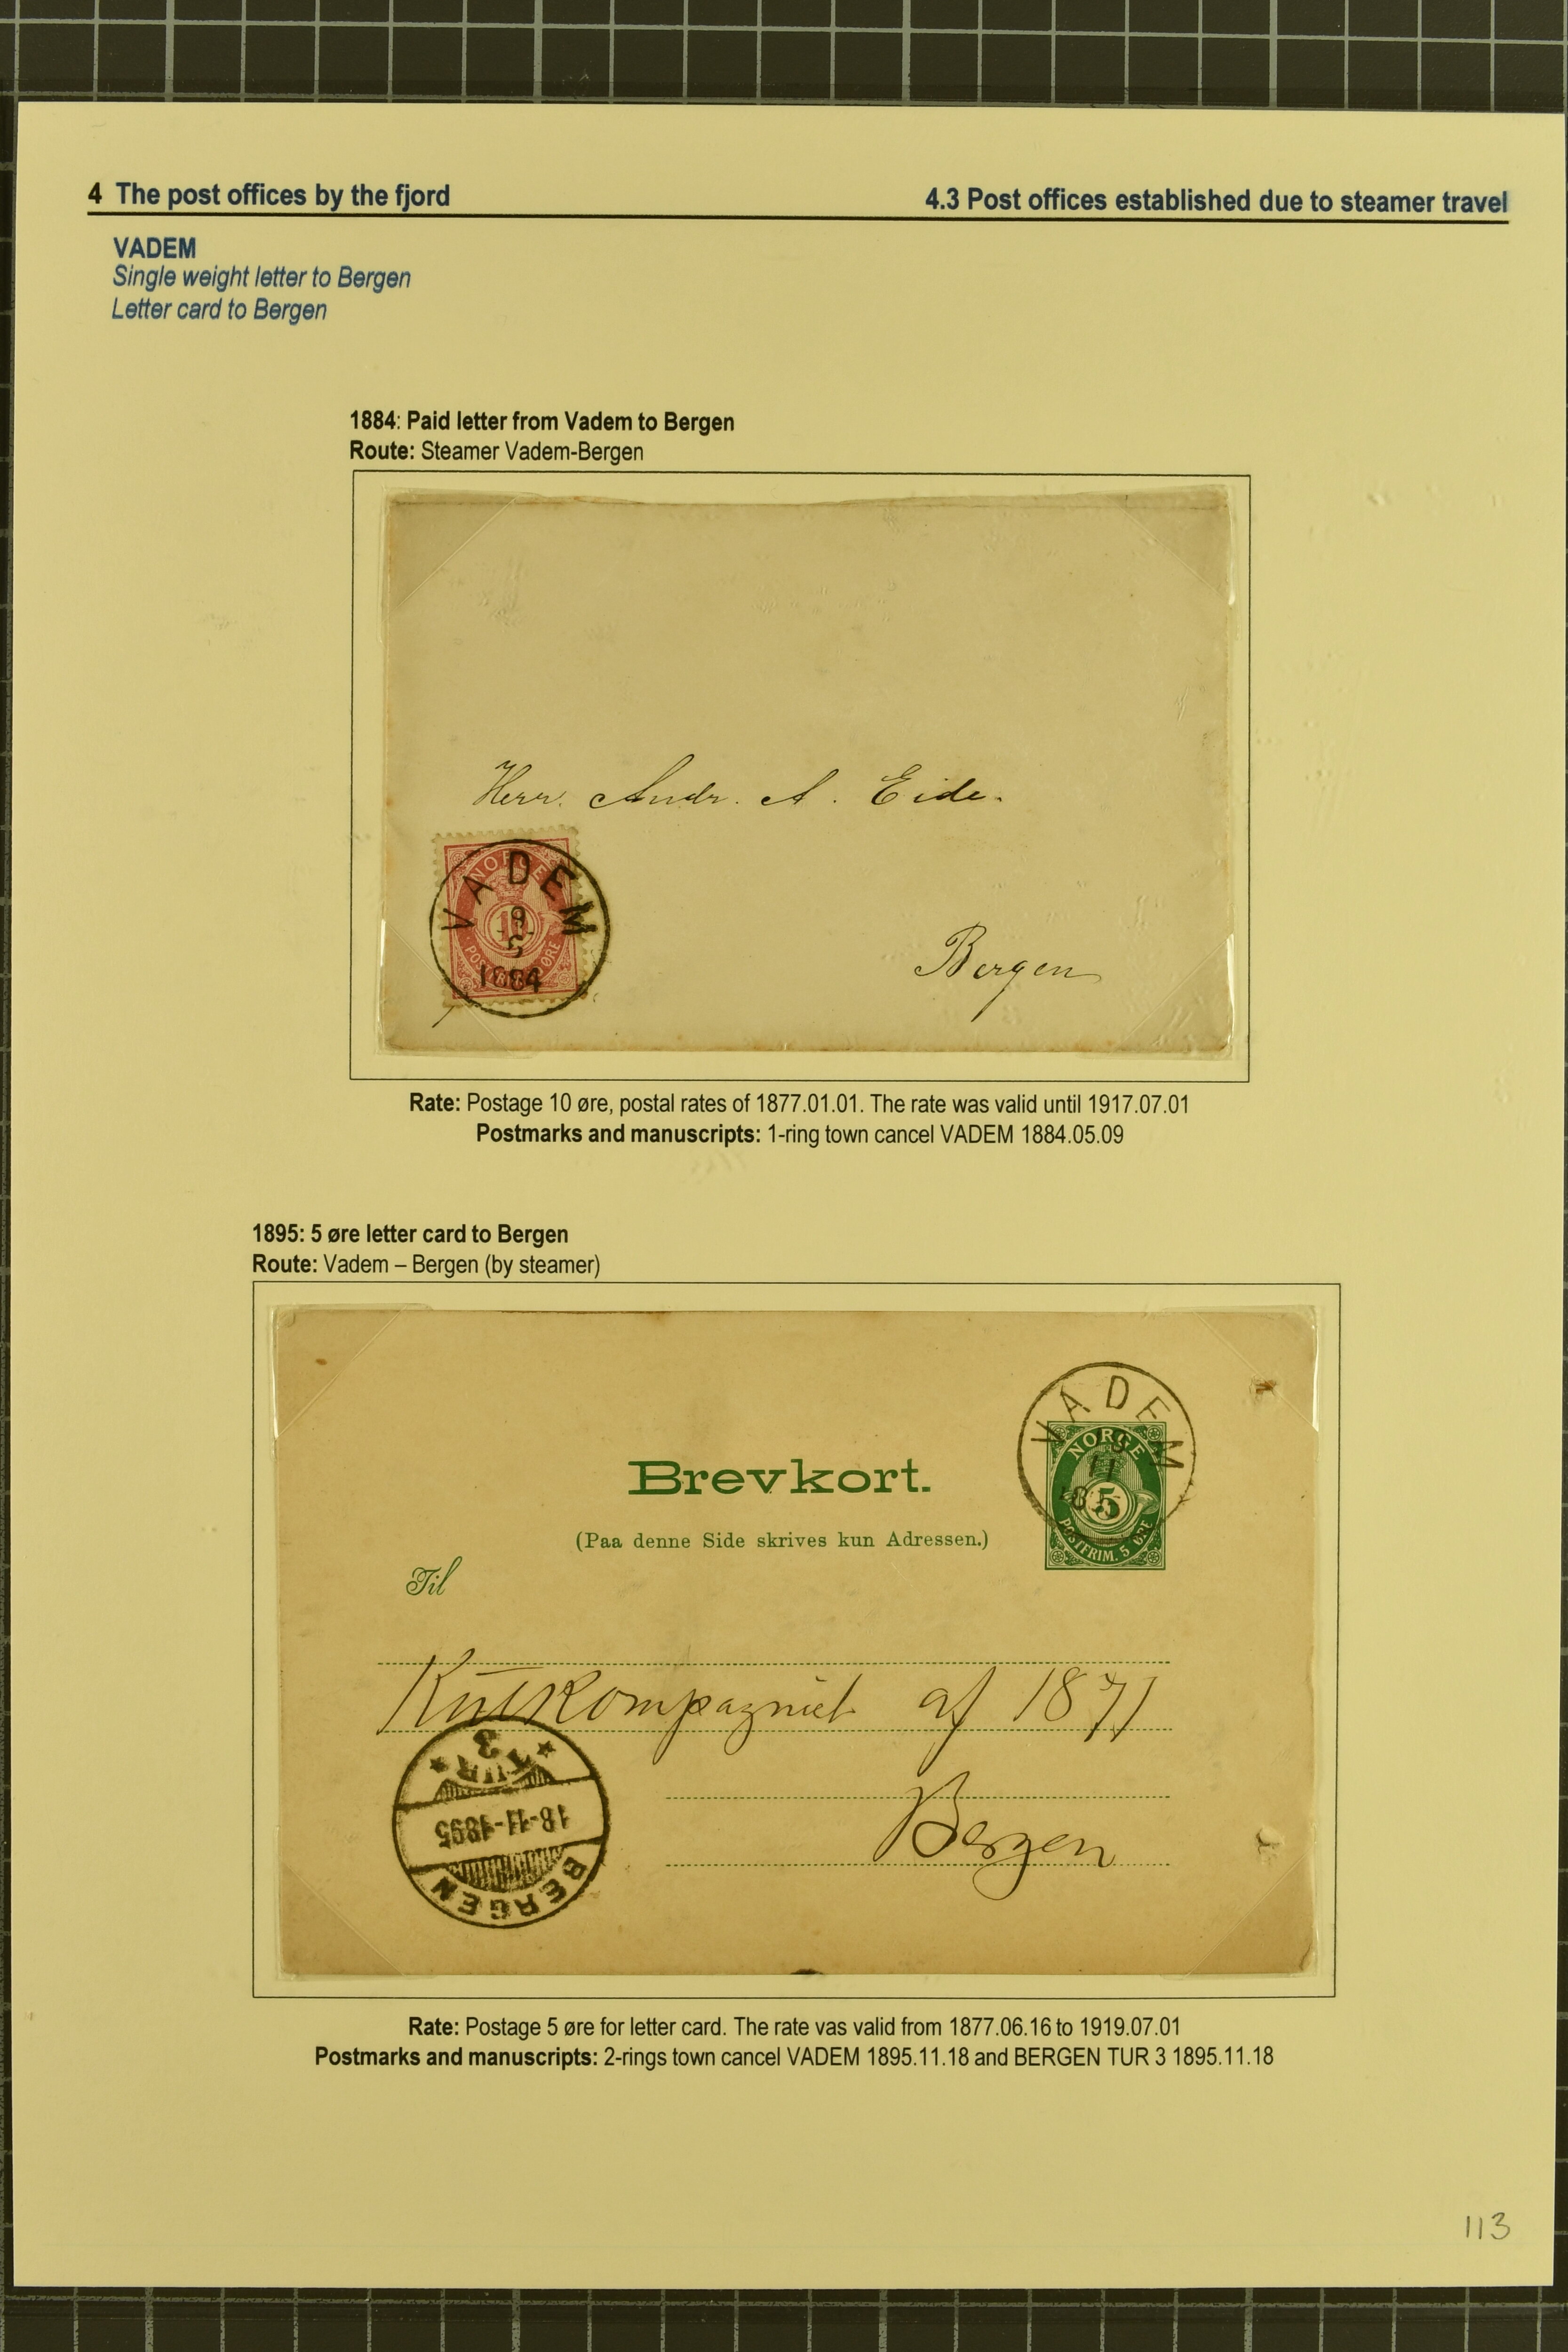 4 The post offices by the fjord
4.3 Post offices established due to steamer travel
VADEM
Single weight letter to Bergen
Letter card to Bergen
1884: Paid letter from Vadem to Bergen
Route: Steamer Vadem-Bergen
Herr. Andr. A. Eide.
NORGE
10
VADEM
9
5
1884
Bergen
Rate: Postage 10 øre, postal rates of 1877.01.01. The rate was valid until 1917.07.01
Postmarks and manuscripts: 1-ring town cancel VADEM 1884.05.09
1895: 5 øre letter card to Bergen
Route: Vadem – Bergen (by steamer)
VADEM
11
NORGE
5
POSTFRIM. 5 ØRE
Brevkort.
(Paa denne Side skrives kun Adressen.)
Til
Kulkompagniet af 1871
Bergen
BERGEN
18-11-1895
TUR
3
Rate: Postage 5 øre for letter card. The rate vas valid from 1877.06.16 to 1919.07.01
Postmarks and manuscripts: 2-rings town cancel VADEM 1895.11.18 and BERGEN TUR 3 1895.11.18
113